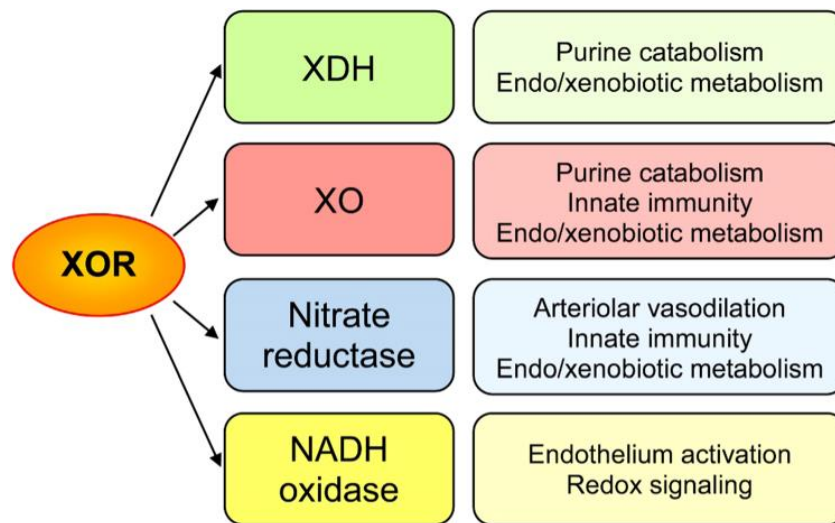 XOR
XDH
Purine catabolism
Endo/xenobiotic metabolism
XO
Purine catabolism
Innate immunity
Endo/xenobiotic metabolism
Nitrate
reductase
Arteriolar vasodilation
Innate immunity
Endo/xenobiotic metabolism
NADH
oxidase
Endothelium activation
Redox signaling